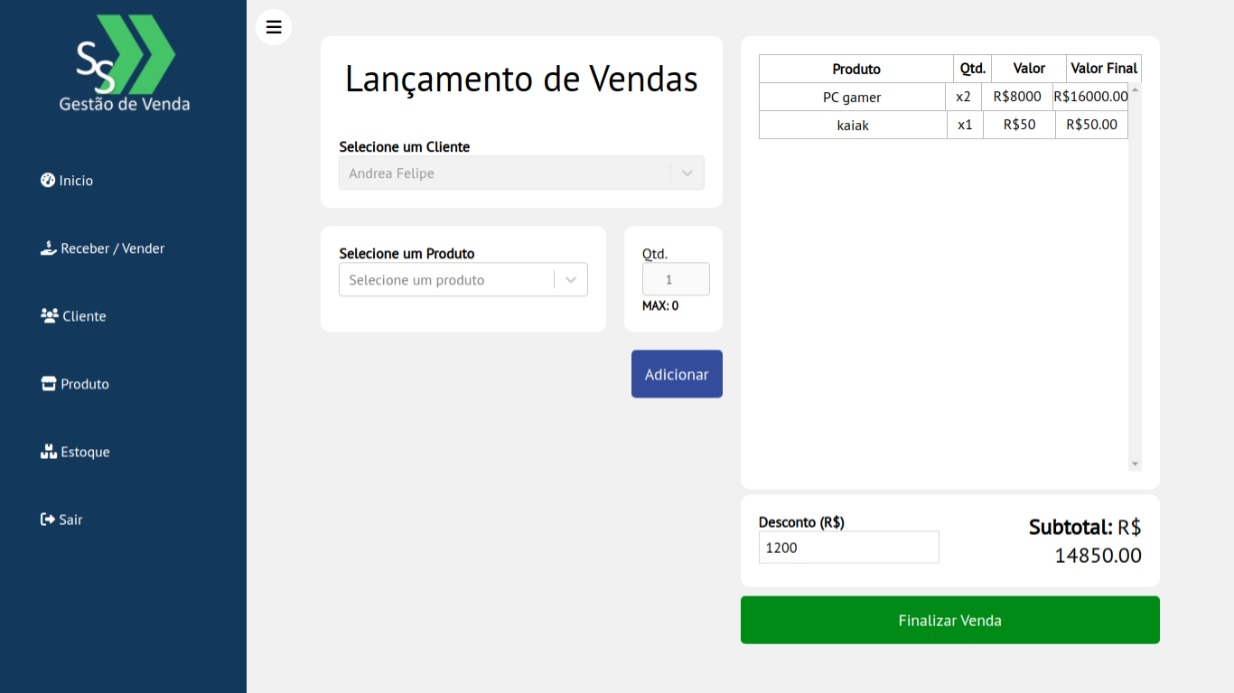 SS
Gestão de Venda
Inicio
Receber / Vender
Cliente
Produto
Estoque
Sair
Lançamento de Vendas
Selecione um Cliente
Andrea Felipe
Selecione um Produto
Selecione um produto
Qtd.
1
MAX: 0
Adicionar
Produto Qtd. Valor Valor Final
PC gamer x2 R$8000 R$16000.00
kaiak x1 R$50 R$50.00
Desconto (R$)
1200
Subtotal: R$
14850.00
Finalizar Venda